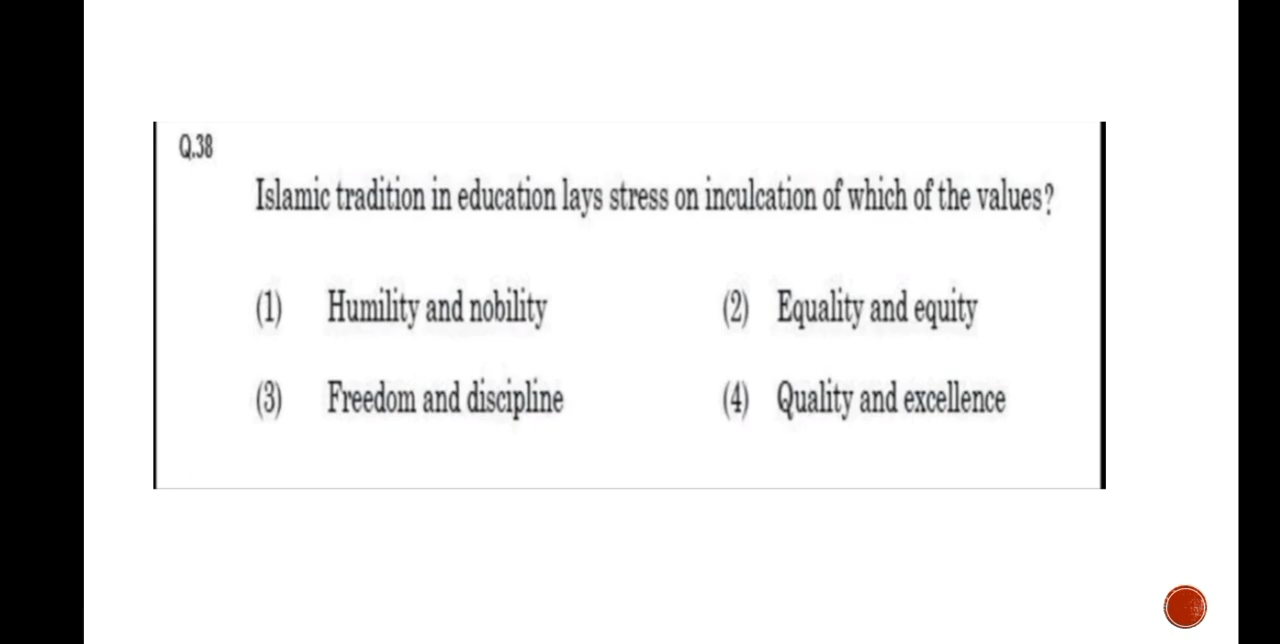 Q.38
Islamic tradition in education lays stress on inculcation of which of the values?
(1) Humility and nobility (2) Equality and equity
(3) Freedom and discipline (4) Quality and excellence